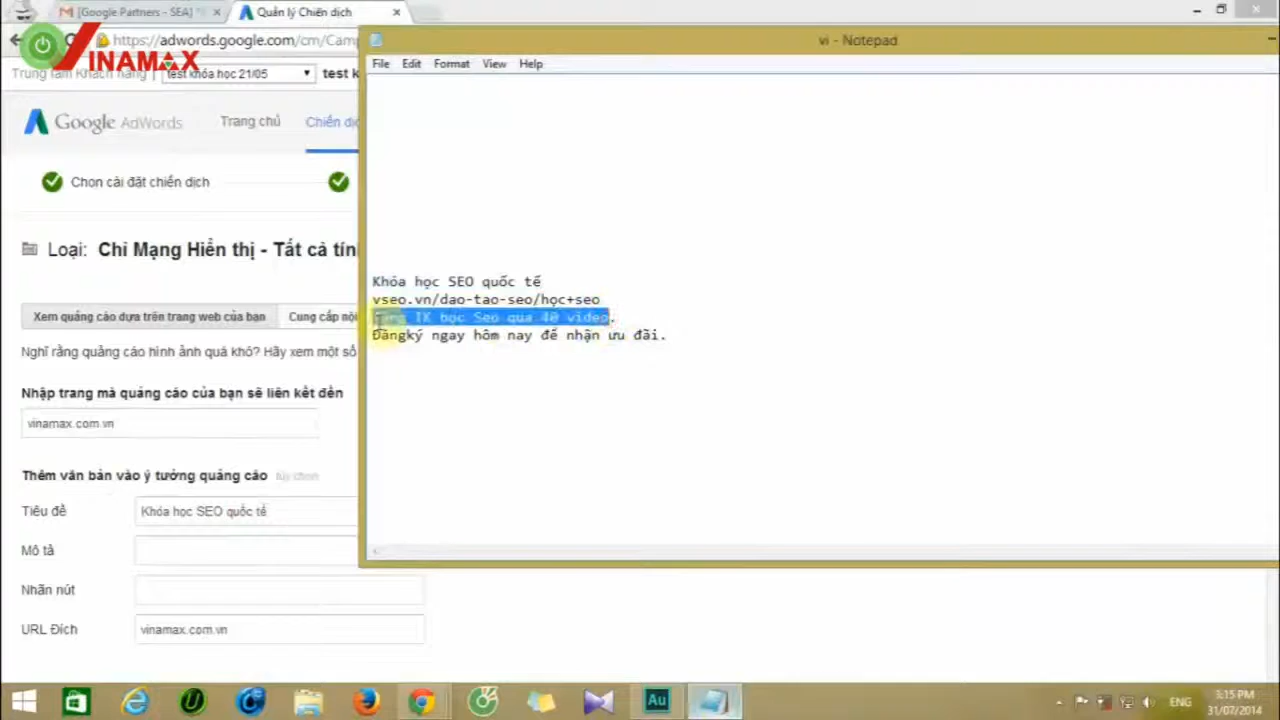 [Google Partners - SEA] "
Quản lý Chiến dịch
https://adwords.google.com/cm/Cam
VINAMAX
Trung tâm Khách hàng
test khóa học 21/05
test k
Google AdWords
Trang chủ
Chiến dị
Chọn cài đặt chiến dịch
Loại: Chỉ Mạng Hiển thị - Tất cả tín
Xem quảng cáo dựa trên trang web của bạn
Cung cấp nội
Nghĩ rằng quảng cáo hình ảnh quá khó? Hãy xem một số
Nhập trang mà quảng cáo của bạn sẽ liên kết đến
vinamax.com.vn
Thêm văn bản vào ý tưởng quảng cáo tùy chọn
Tiêu đề
Khóa học SEO quốc tế
Mô tả
Nhãn nút
URL Đích
vinamax.com.vn
vi - Notepad
File Edit Format View Help
Khóa học SEO quốc tế
vseo.vn/dao-tao-seo/học+seo
TK học Seo qua 40 video.
Đăngký ngay hôm nay để nhận ưu đãi.
Au
ENG
3:15 PM
31/07/2014